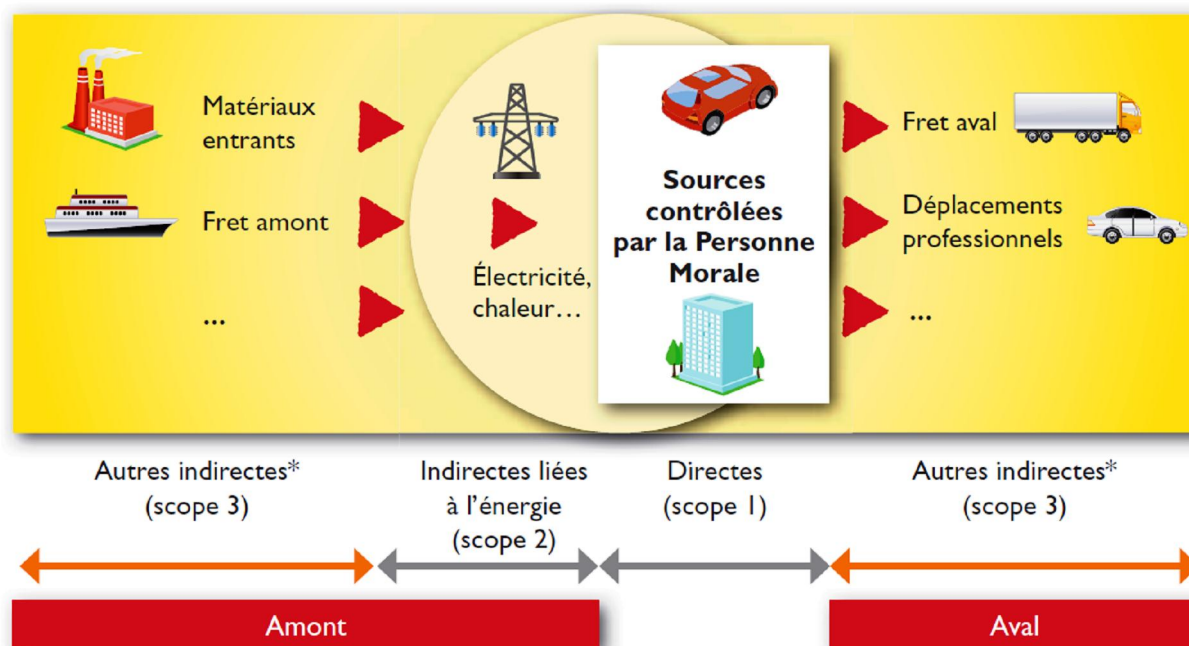 Matériaux
entrants
Fret amont
...
Électricité,
chaleur...
Sources
contrôlées
par la Personne
Morale
Fret aval
Déplacements
professionnels
...
Autres indirectes*
(scope 3)
Indirectes liées
à l’énergie
(scope 2)
Directes
(scope 1)
Autres indirectes*
(scope 3)
Amont
Aval